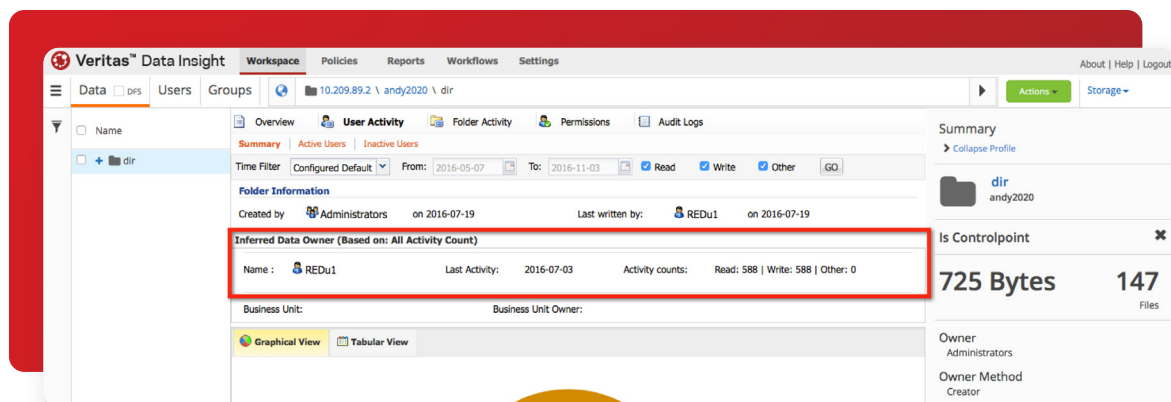 Veritas™ Data Insight Workspace Policies Reports Workflows Settings
About | Help | Logout
Data DFS Users Groups 10.209.89.2 \ andy2020 \ dir Actions Storage
Name
dir
Overview User Activity Folder Activity Permissions Audit Logs
Summary Active Users Inactive Users
Time Filter Configured Default From: 2016-05-07 To: 2016-11-03 Read Write Other GO
Folder Information
Created by Administrators on 2016-07-19 Last written by: REDu1 on 2016-07-19
Inferred Data Owner (Based on: All Activity Count)
Name : REDu1 Last Activity: 2016-07-03 Activity counts: Read: 588 | Write: 588 | Other: 0
Business Unit: Business Unit Owner:
Graphical View Tabular View
Summary
Collapse Profile
dir
andy2020
Is Controlpoint
725 Bytes 147
Files
Owner
Administrators
Owner Method
Creator